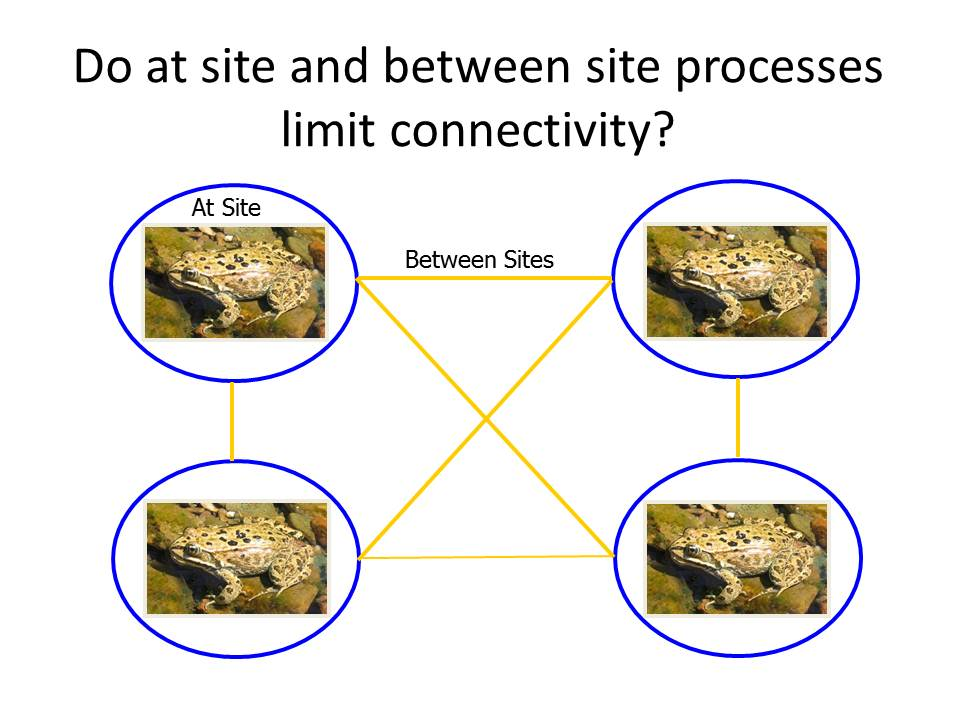 Do at site and between site processes
limit connectivity?
At Site
Between Sites